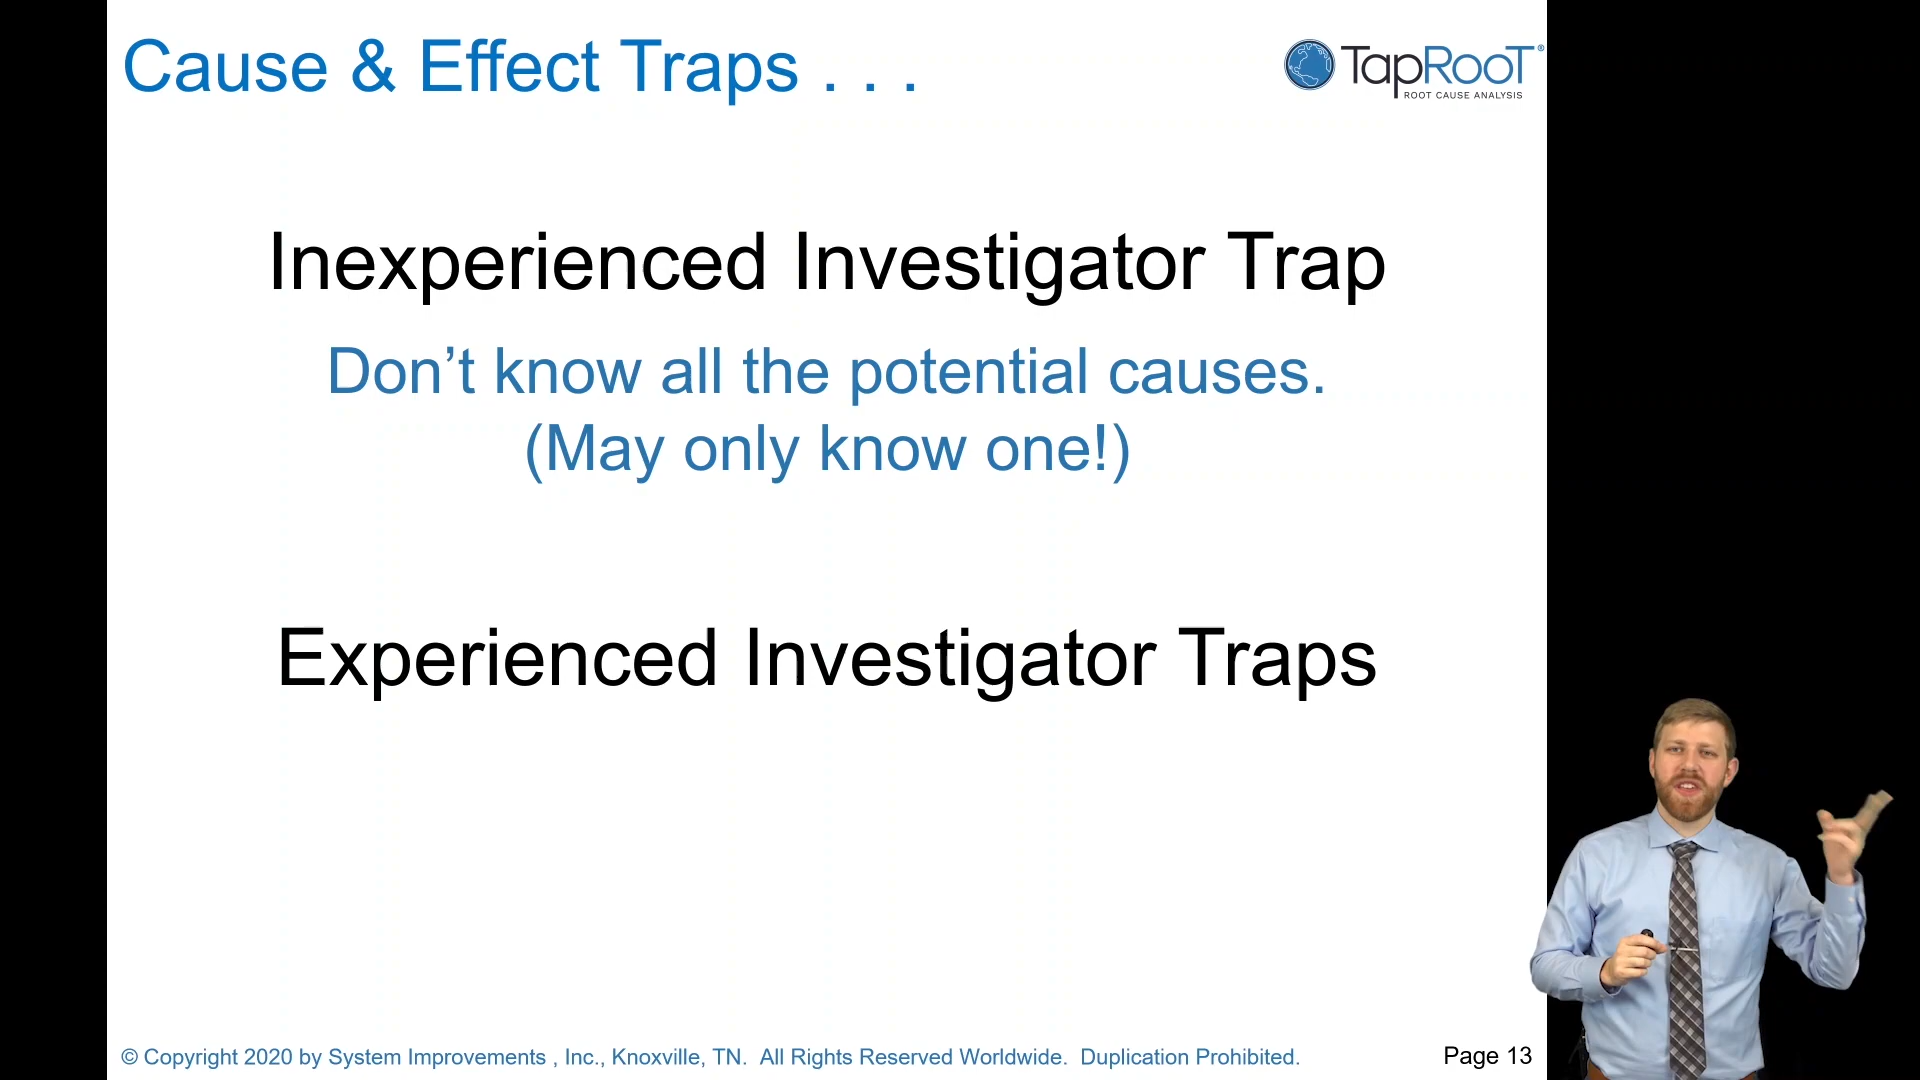 Cause & Effect Traps . . .
TapRooT®
ROOT CAUSE ANALYSIS
Inexperienced Investigator Trap
Don’t know all the potential causes.
(May only know one!)
Experienced Investigator Traps
© Copyright 2020 by System Improvements , Inc., Knoxville, TN.  All Rights Reserved Worldwide.  Duplication Prohibited.
Page 13